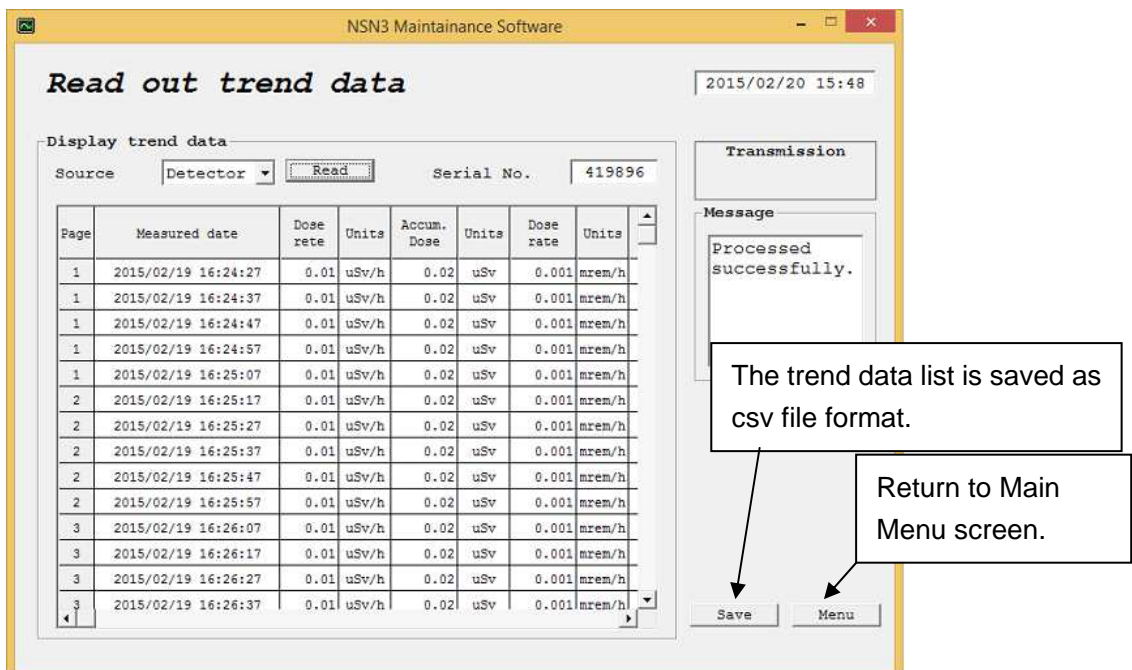 NSN3 Maintainance Software
Read out trend data
2015/02/20 15:48
Display trend data
Source Detector Read Serial No. 419896
Transmission
Message
Processed
successfully.
Page Measured date Dose rete Units Accum. Dose Units Dose rate Units
1 2015/02/19 16:24:27 0.01 uSv/h 0.02 uSv 0.001 mrem/h
1 2015/02/19 16:24:37 0.01 uSv/h 0.02 uSv 0.001 mrem/h
1 2015/02/19 16:24:47 0.01 uSv/h 0.02 uSv 0.001 mrem/h
1 2015/02/19 16:24:57 0.01 uSv/h 0.02 uSv 0.001 mrem/h
1 2015/02/19 16:25:07 0.01 uSv/h 0.02 uSv 0.001 mrem/h
2 2015/02/19 16:25:17 0.01 uSv/h 0.02 uSv 0.001 mrem/h
2 2015/02/19 16:25:27 0.01 uSv/h 0.02 uSv 0.001 mrem/h
2 2015/02/19 16:25:37 0.01 uSv/h 0.02 uSv 0.001 mrem/h
2 2015/02/19 16:25:47 0.01 uSv/h 0.02 uSv 0.001 mrem/h
2 2015/02/19 16:25:57 0.01 uSv/h 0.02 uSv 0.001 mrem/h
3 2015/02/19 16:26:07 0.01 uSv/h 0.02 uSv 0.001 mrem/h
3 2015/02/19 16:26:17 0.01 uSv/h 0.02 uSv 0.001 mrem/h
3 2015/02/19 16:26:27 0.01 uSv/h 0.02 uSv 0.001 mrem/h
3 2015/02/19 16:26:37 0.01 uSv/h 0.02 uSv 0.001 mrem/h
The trend data list is saved as
csv file format.
Return to Main
Menu screen.
Save Menu